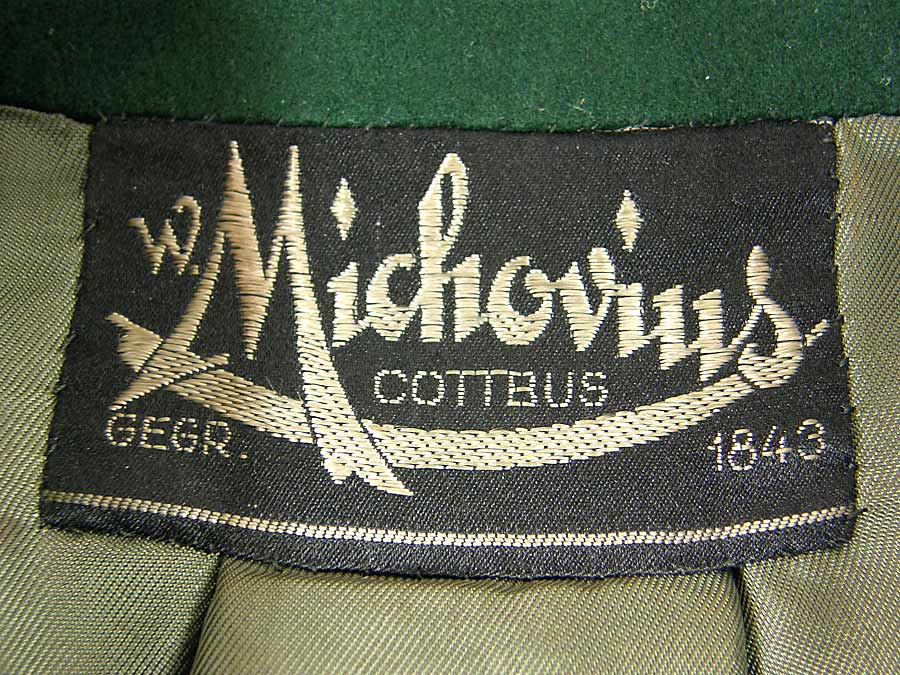 W. Michovius
COTTBUS
GEGR. 1843